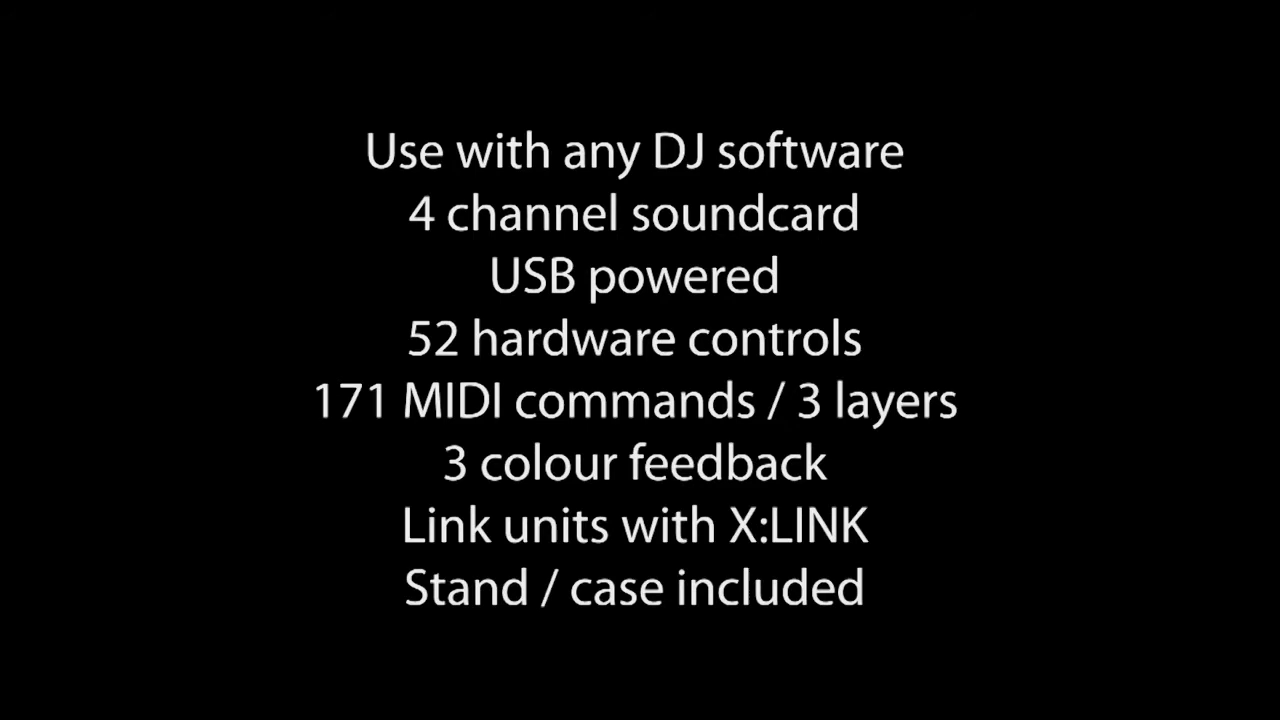 Use with any DJ software
4 channel soundcard
USB powered
52 hardware controls
171 MIDI commands / 3 layers
3 colour feedback
Link units with X:LINK
Stand / case included